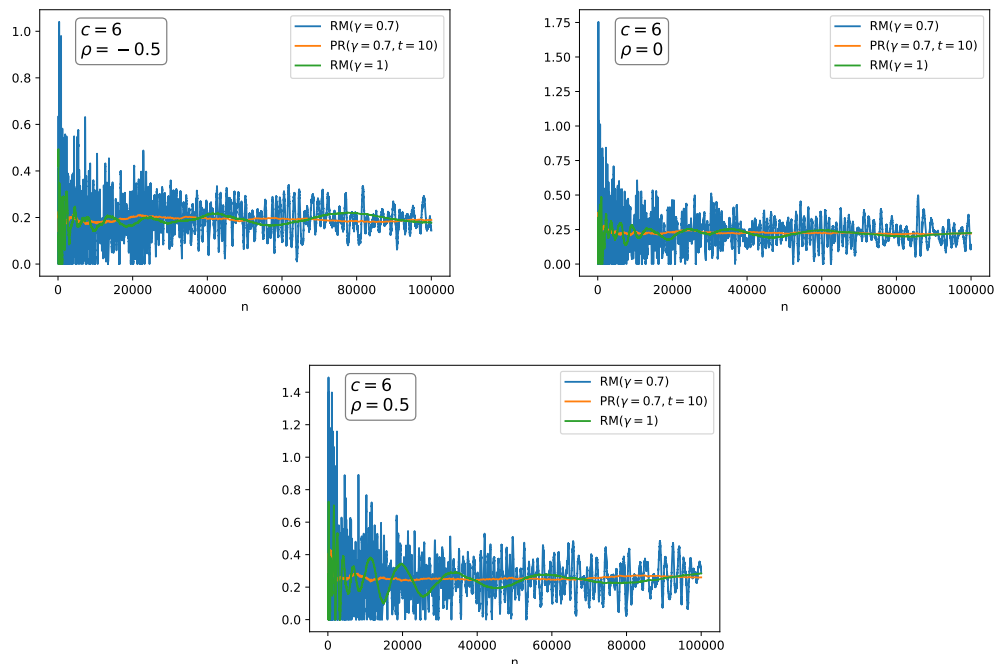 c = 6
ρ = −0.5
RM(γ = 0.7)
PR(γ = 0.7, t = 10)
RM(γ = 1)
1.0
0.8
0.6
0.4
0.2
0.0
0 20000 40000 60000 80000 100000
n
c = 6
ρ = 0
RM(γ = 0.7)
PR(γ = 0.7, t = 10)
RM(γ = 1)
1.75
1.50
1.25
1.00
0.75
0.50
0.25
0.00
0 20000 40000 60000 80000 100000
n
c = 6
ρ = 0.5
RM(γ = 0.7)
PR(γ = 0.7, t = 10)
RM(γ = 1)
1.4
1.2
1.0
0.8
0.6
0.4
0.2
0.0
0 20000 40000 60000 80000 100000
n